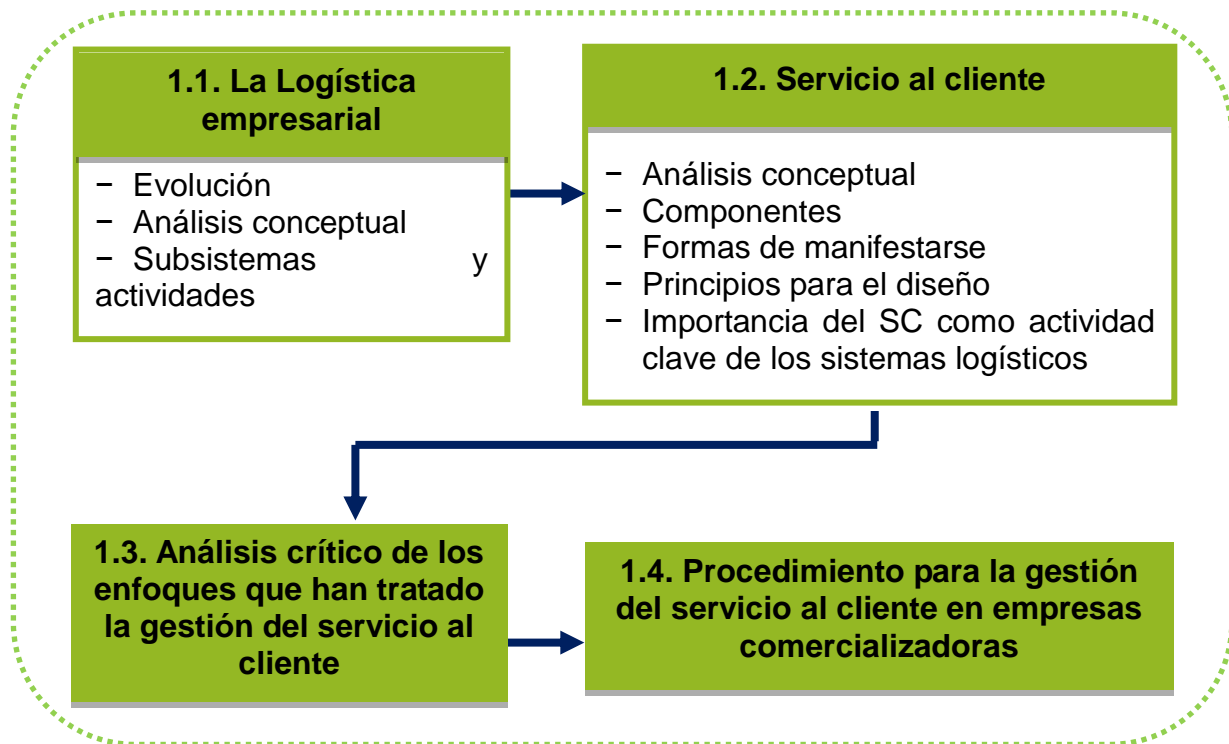 1.1. La Logística
empresarial
− Evolución
− Análisis conceptual
− Subsistemas y
actividades
1.2. Servicio al cliente
− Análisis conceptual
− Componentes
− Formas de manifestarse
− Principios para el diseño
− Importancia del SC como actividad
clave de los sistemas logísticos
1.3. Análisis crítico de los
enfoques que han tratado
la gestión del servicio al
cliente
1.4. Procedimiento para la gestión
del servicio al cliente en empresas
comercializadoras